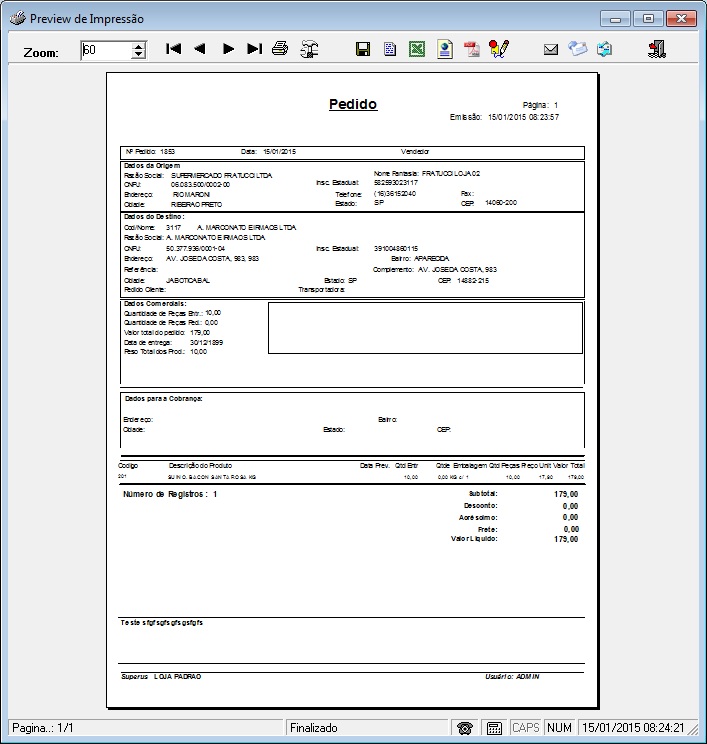 Preview de Impressão
Zoom: 60
Pedido
Página: 1
Emissão: 15/01/2015 08:23:57
Nº Pedido: 1853 Data: 15/01/2015 Vendedor
Dados da Origem
Razão Social: SUPERMERCADO FRATUCCI LTDA Nome Fantasia: FRATUCCI LOJA 02
CNPJ: 06.083.500/0002-00 Insc. Estadual: 582593023117
Endereço: RIO MARONI Telefone: (16)36152040 Fax:
Cidade: RIBERAO PRETO Estado: SP CEP: 14060-200
Dados do Destino:
Cod/Nome: 3117 A. MARCONATO E IRMAOS LTDA
Razão Social: A. MARCONATO E IRMAOS LTDA
CNPJ: 50.377.936/0001-04 Insc. Estadual: 391004860115
Endereço: AV. JOSE DA COSTA, 983, 983 Bairro: APARECIDA
Referência: Complemento: AV. JOSE DA COSTA, 983
Cidade: JABOTICABAL Estado: SP CEP: 14882-215
Pedido Cliente: Transportadora:
Dados Comerciais:
Quantidade de Peças Entr.: 10,00
Quantidade de Peças Ped.: 0,00
Valor total do pedido: 179,00
Data de entrega: 30/12/1899
Peso Total dos Prod.: 10,00
Dados para a Cobrança:
Endereço: Bairro:
Cidade: Estado: CEP:
Codigo Descrição do Produto Data Prev. Qtd Entr Qtde Embalagem Qtd Peças Preço Unit Valor Total
201 SUINO. BACON SANTA ROSA KG 10,00 0,00 KG c/ 1 10,00 17,90 179,00
Número de Registros: 1 Subtotal: 179,00
Desconto: 0,00
Acréscimo: 0,00
Frete: 0,00
Valor Líquido: 179,00
Teste sfgfsgfsgfsgsfgfs
Superus LOJA PADRAO Usuário: ADMIN
Pagina..: 1/1 Finalizado CAPS NUM 15/01/2015 08:24:21